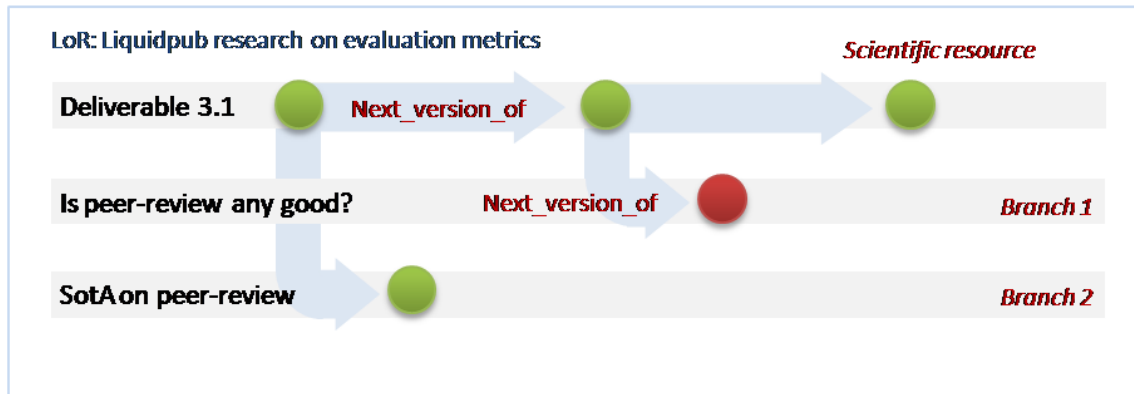 LoR: Liquidpub research on evaluation metrics
Scientific resource
Deliverable 3.1
Next_version_of
Is peer-review any good?
Next_version_of
Branch 1
SotA on peer-review
Branch 2